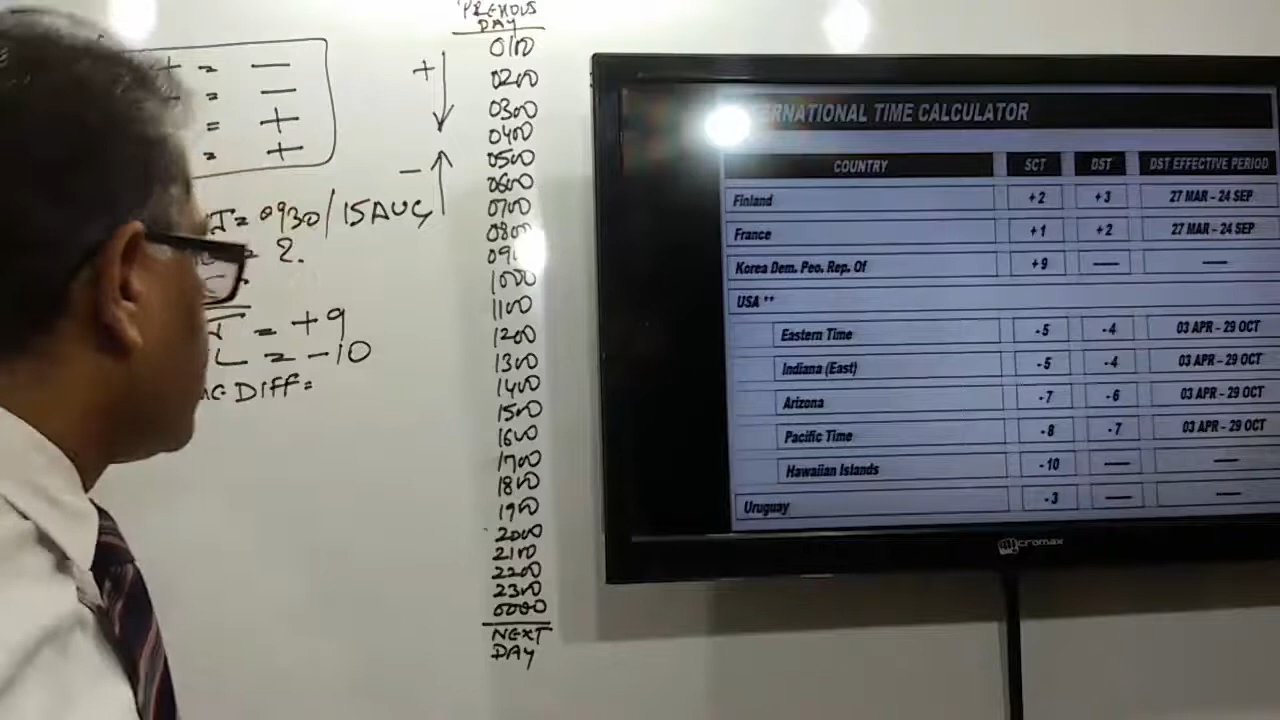 + = —
= —
= +
= +
T = 0930 / 15 AUG
= 2.
T = +9
L = -10
DIFF =
PREVIOUS
DAY
0100
0200
0300
0400
0500
0600
0700
0800
09
1000
1100
1200
1300
1400
1500
1600
1700
1800
1900
2000
2100
2200
2300
0000
NEXT
DAY
+
—
ERNATIONAL TIME CALCULATOR
COUNTRY SCT DST DST EFFECTIVE PERIOD
Finland +2 +3 27 MAR – 24 SEP
France +1 +2 27 MAR – 24 SEP
Korea Dem. Peo. Rep. Of +9 — —
USA **
Eastern Time -5 -4 03 APR – 29 OCT
Indiana (East) -5 -4 03 APR – 29 OCT
Arizona -7 -6 03 APR – 29 OCT
Pacific Time -8 -7 03 APR – 29 OCT
Hawaiian Islands -10 — —
Uruguay -3 — —
Micromax